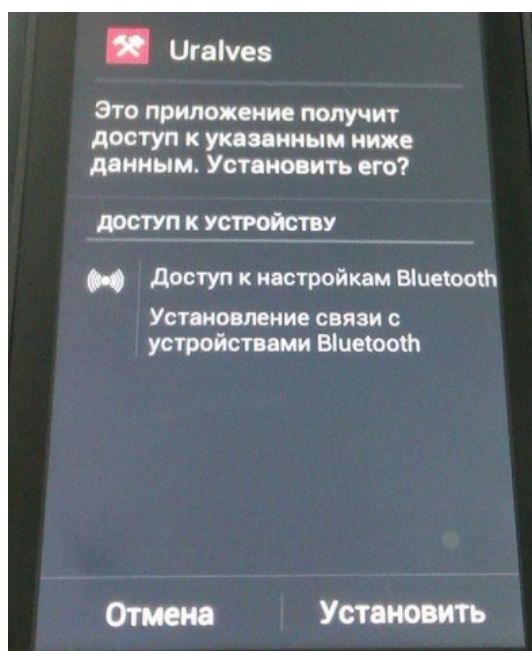 Uralves
Это приложение получит
доступ к указанным ниже
данным. Установить его?
ДОСТУП К УСТРОЙСТВУ
Доступ к настройкам Bluetooth
Установление связи с
устройствами Bluetooth
Отмена
Установить